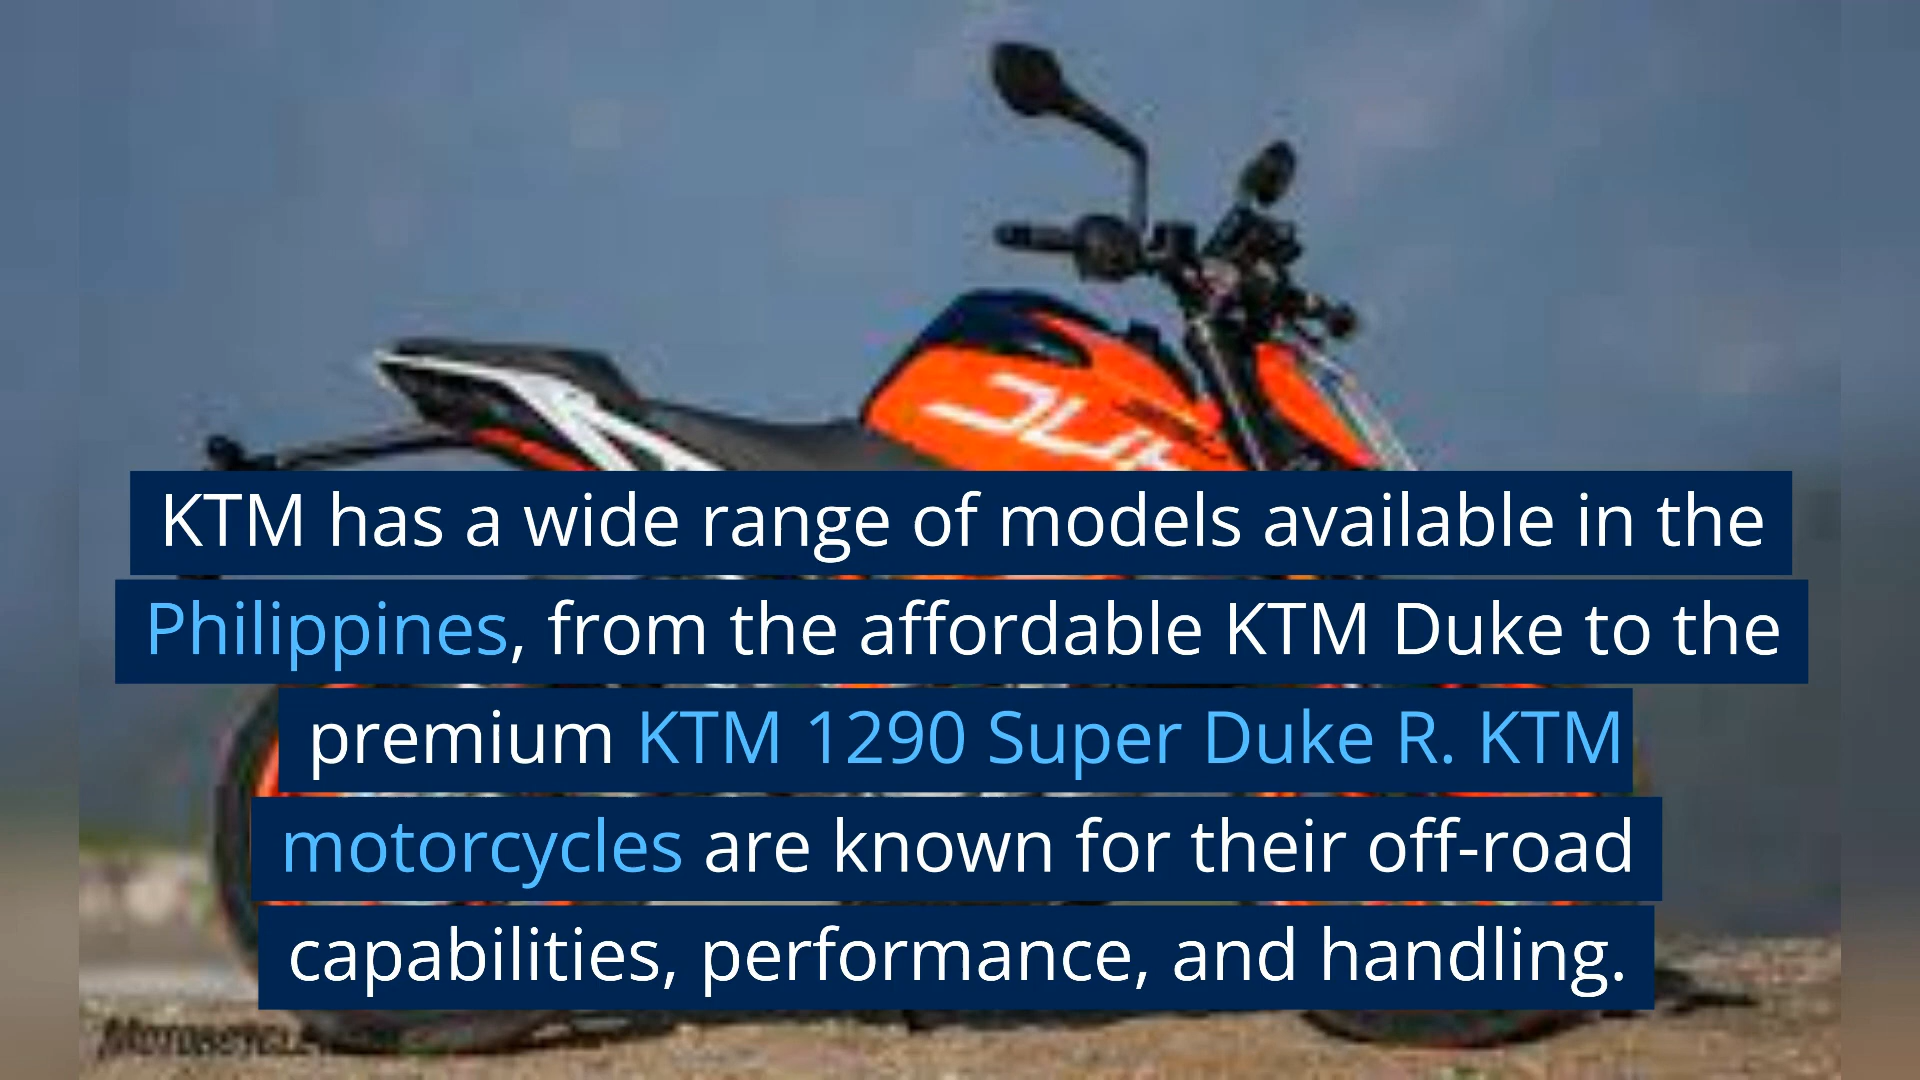 DUKE
KTM has a wide range of models available in the
Philippines, from the affordable KTM Duke to the
premium KTM 1290 Super Duke R. KTM
motorcycles are known for their off-road
capabilities, performance, and handling.